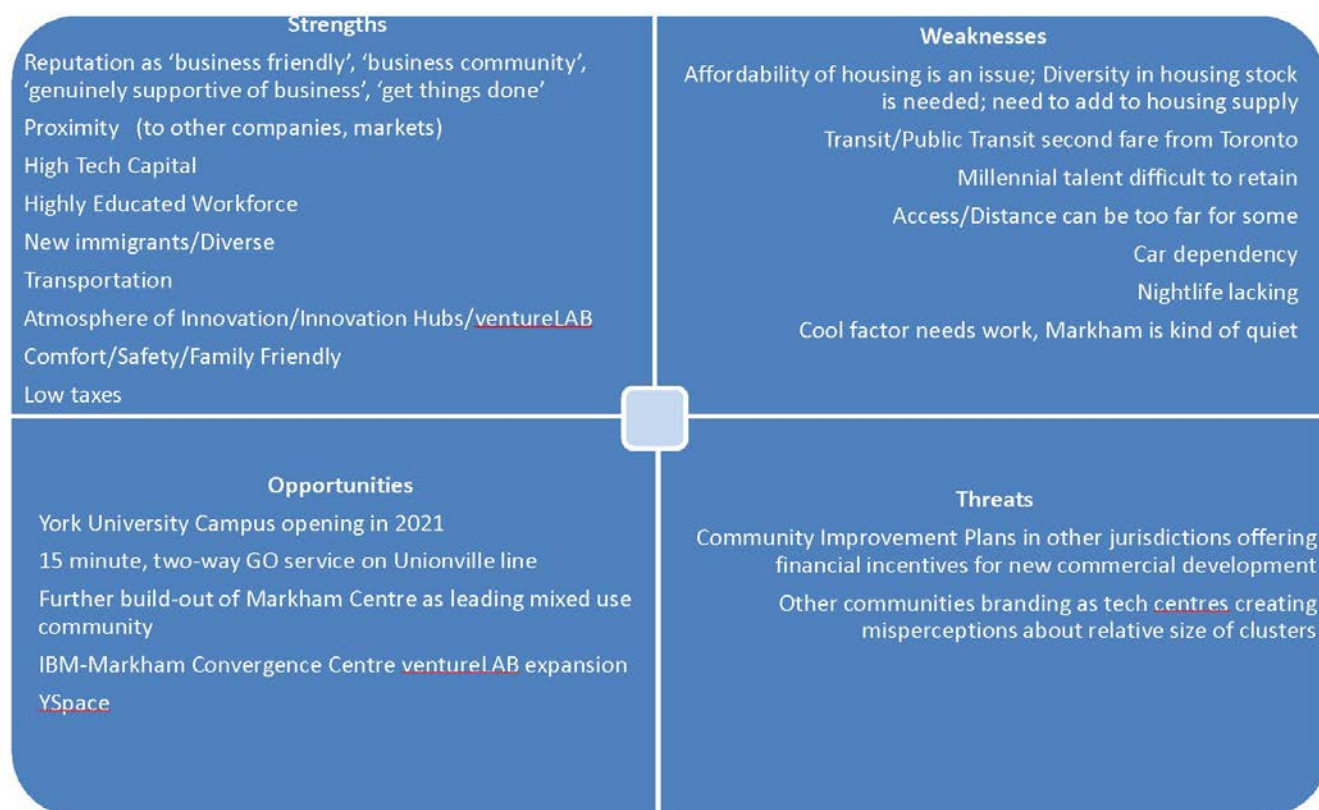 Strengths
Reputation as ‘business friendly’, ‘business community’,
‘genuinely supportive of business’, ‘get things done’
Proximity (to other companies, markets)
High Tech Capital
Highly Educated Workforce
New immigrants/Diverse
Transportation
Atmosphere of Innovation/Innovation Hubs/ventureLAB
Comfort/Safety/Family Friendly
Low taxes
Weaknesses
Affordability of housing is an issue; Diversity in housing stock
is needed; need to add to housing supply
Transit/Public Transit second fare from Toronto
Millennial talent difficult to retain
Access/Distance can be too far for some
Car dependency
Nightlife lacking
Cool factor needs work, Markham is kind of quiet
Opportunities
York University Campus opening in 2021
15 minute, two-way GO service on Unionville line
Further build-out of Markham Centre as leading mixed use
community
IBM-Markham Convergence Centre ventureLAB expansion
YSpace
Threats
Community Improvement Plans in other jurisdictions offering
financial incentives for new commercial development
Other communities branding as tech centres creating
misperceptions about relative size of clusters